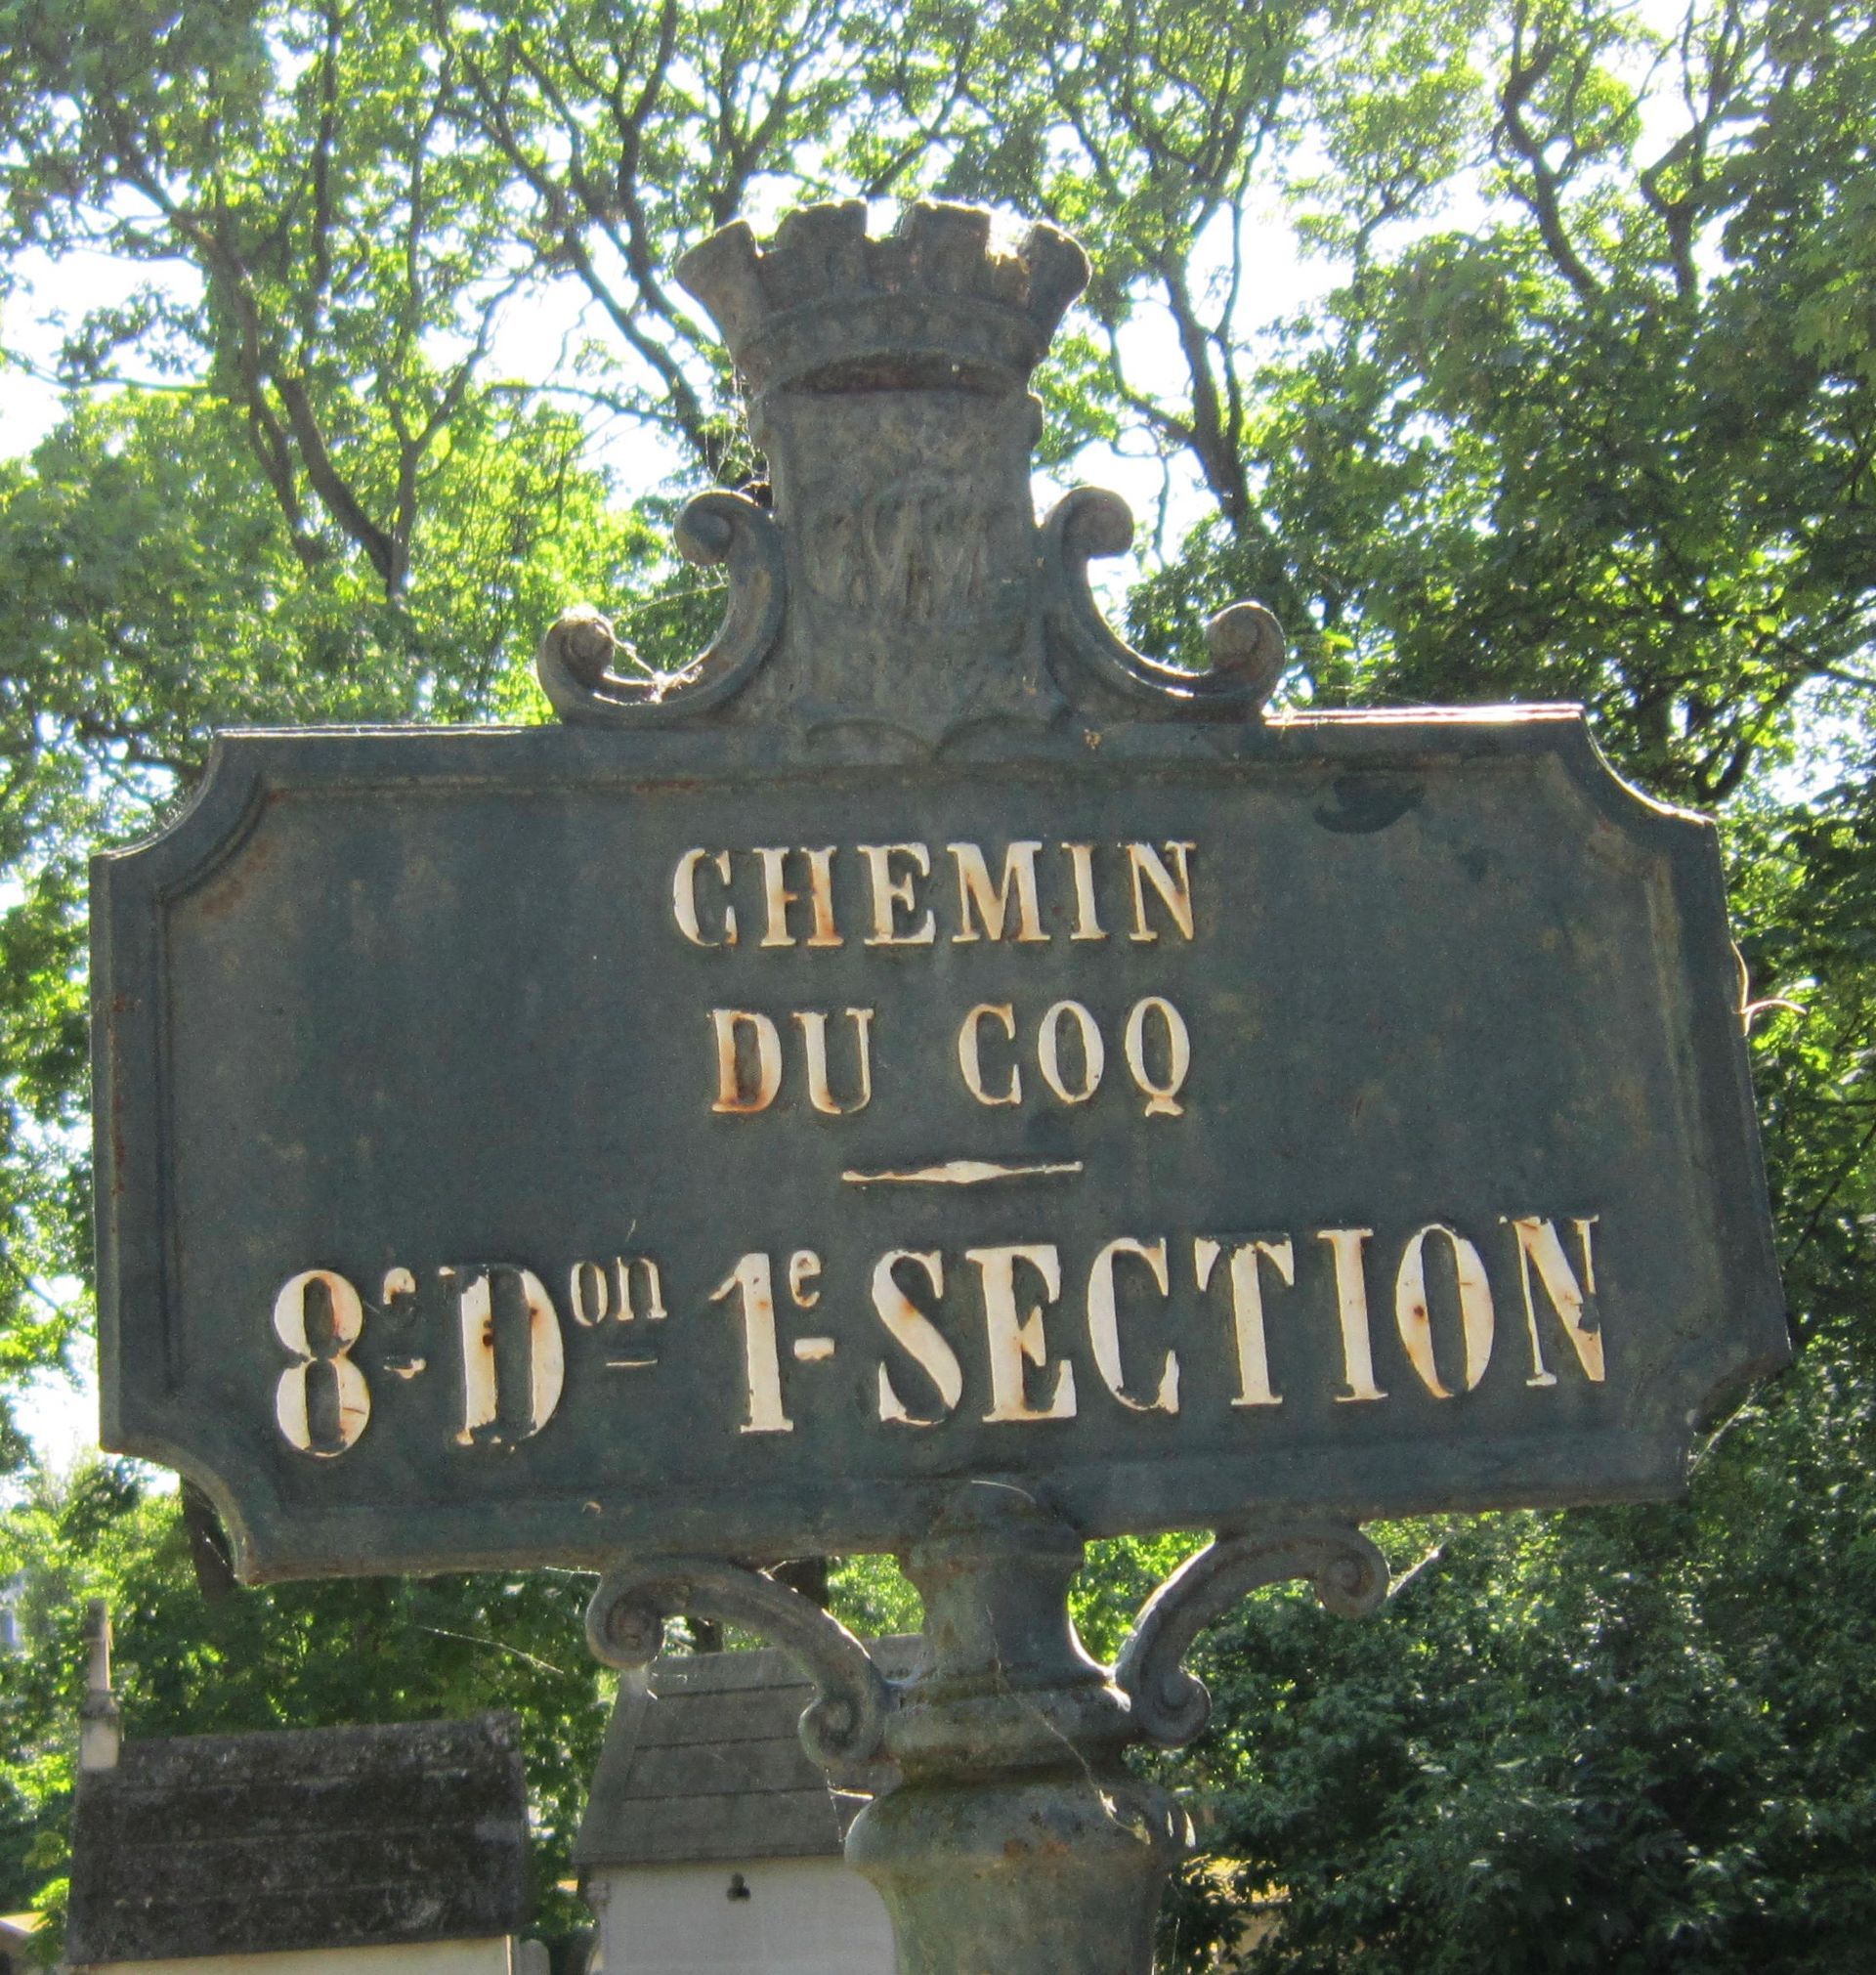 CHEMIN
DU COQ
8e Don 1e SECTION